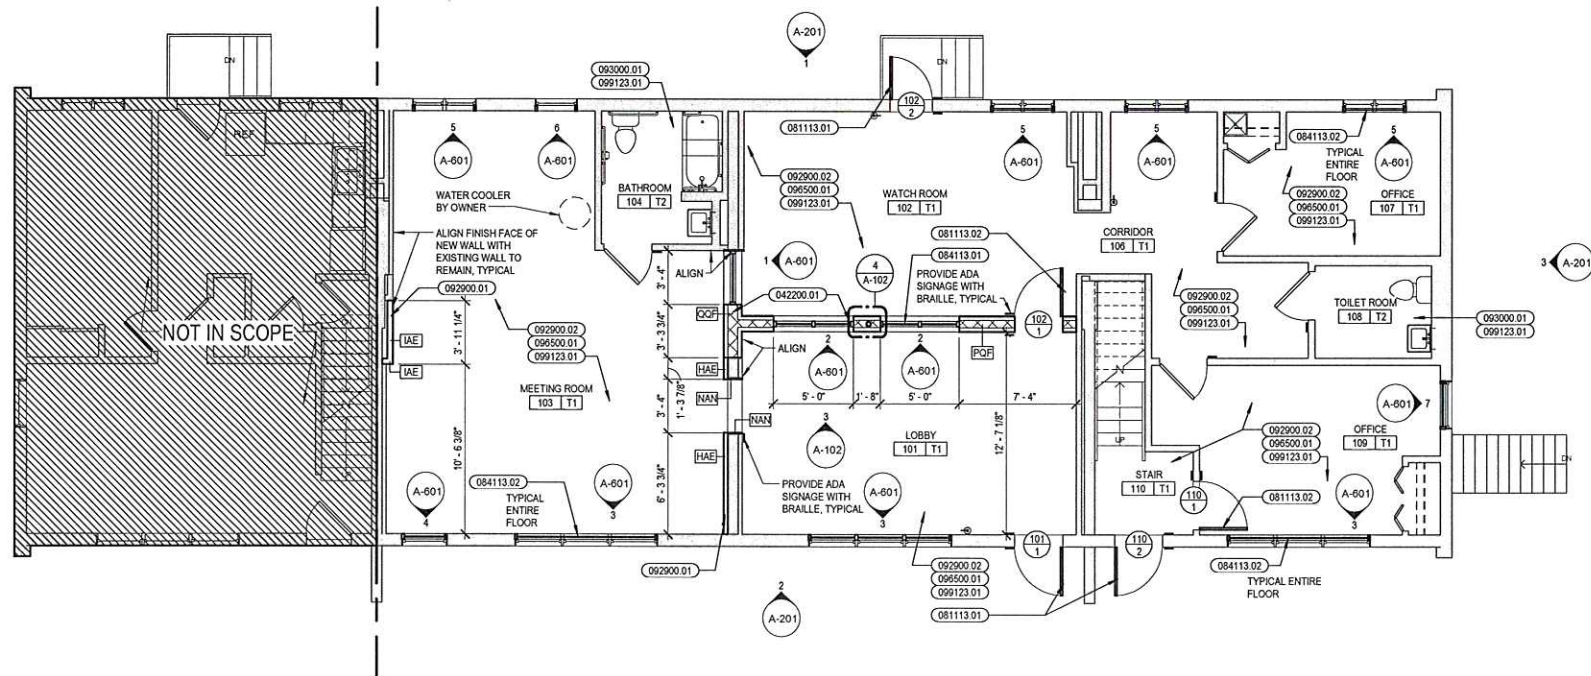 A-201
1
DN
DN
093000.01
099123.01
102
2
REF
5
A-601
6
A-601
081113.01
5
A-601
5
A-601
084113.02
TYPICAL
ENTIRE
FLOOR
5
A-601
092900.02
096500.01
099123.01
WATER COOLER
BY OWNER
BATHROOM
104 T2
WATCH ROOM
102 T1
092900.02
096500.01
099123.01
OFFICE
107 T1
ALIGN FINISH FACE OF
NEW WALL WITH
EXISTING WALL TO
REMAIN, TYPICAL
081113.02
CORRIDOR
106 T1
084113.01
1
A-601
4
A-102
3
A-201
ALIGN
3' - 4"
PROVIDE ADA
SIGNAGE WITH
BRAILLE, TYPICAL
092900.01
042200.01
092900.02
096500.01
099123.01
TOILET ROOM
108 T2
093000.01
099123.01
NOT IN SCOPE
3' - 11 1/4"
092900.02
096500.01
099123.01
QQF
3' - 3 3/4"
102
1
IAE
IAE
ALIGN
2
A-601
2
A-601
PQF
HAE
MEETING ROOM
103 T1
NAN
1' - 3 7/8"
3' - 4"
5' - 0"
1' - 8"
5' - 0"
7' - 4"
N
A-601
7
NAN
3
A-102
LOBBY
101 T1
12' - 7 1/8"
UP
092900.02
096500.01
099123.01
OFFICE
109 T1
HAE
10' - 6 3/8"
6' - 3 3/4"
DN
A-601
4
084113.02
TYPICAL
ENTIRE
FLOOR
A-601
3
PROVIDE ADA
SIGNAGE WITH
BRAILLE, TYPICAL
A-601
3
STAIR
110 T1
110
1
081113.02
A-601
3
101
1
110
2
092900.01
092900.02
096500.01
099123.01
084113.02
TYPICAL ENTIRE
FLOOR
2
A-201
081113.01